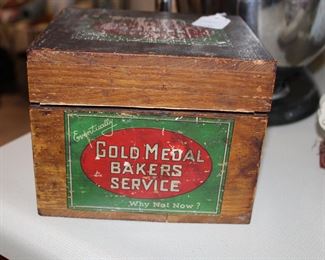 Eventually
GOLD MEDAL
BAKERS
SERVICE
Why Not Now?